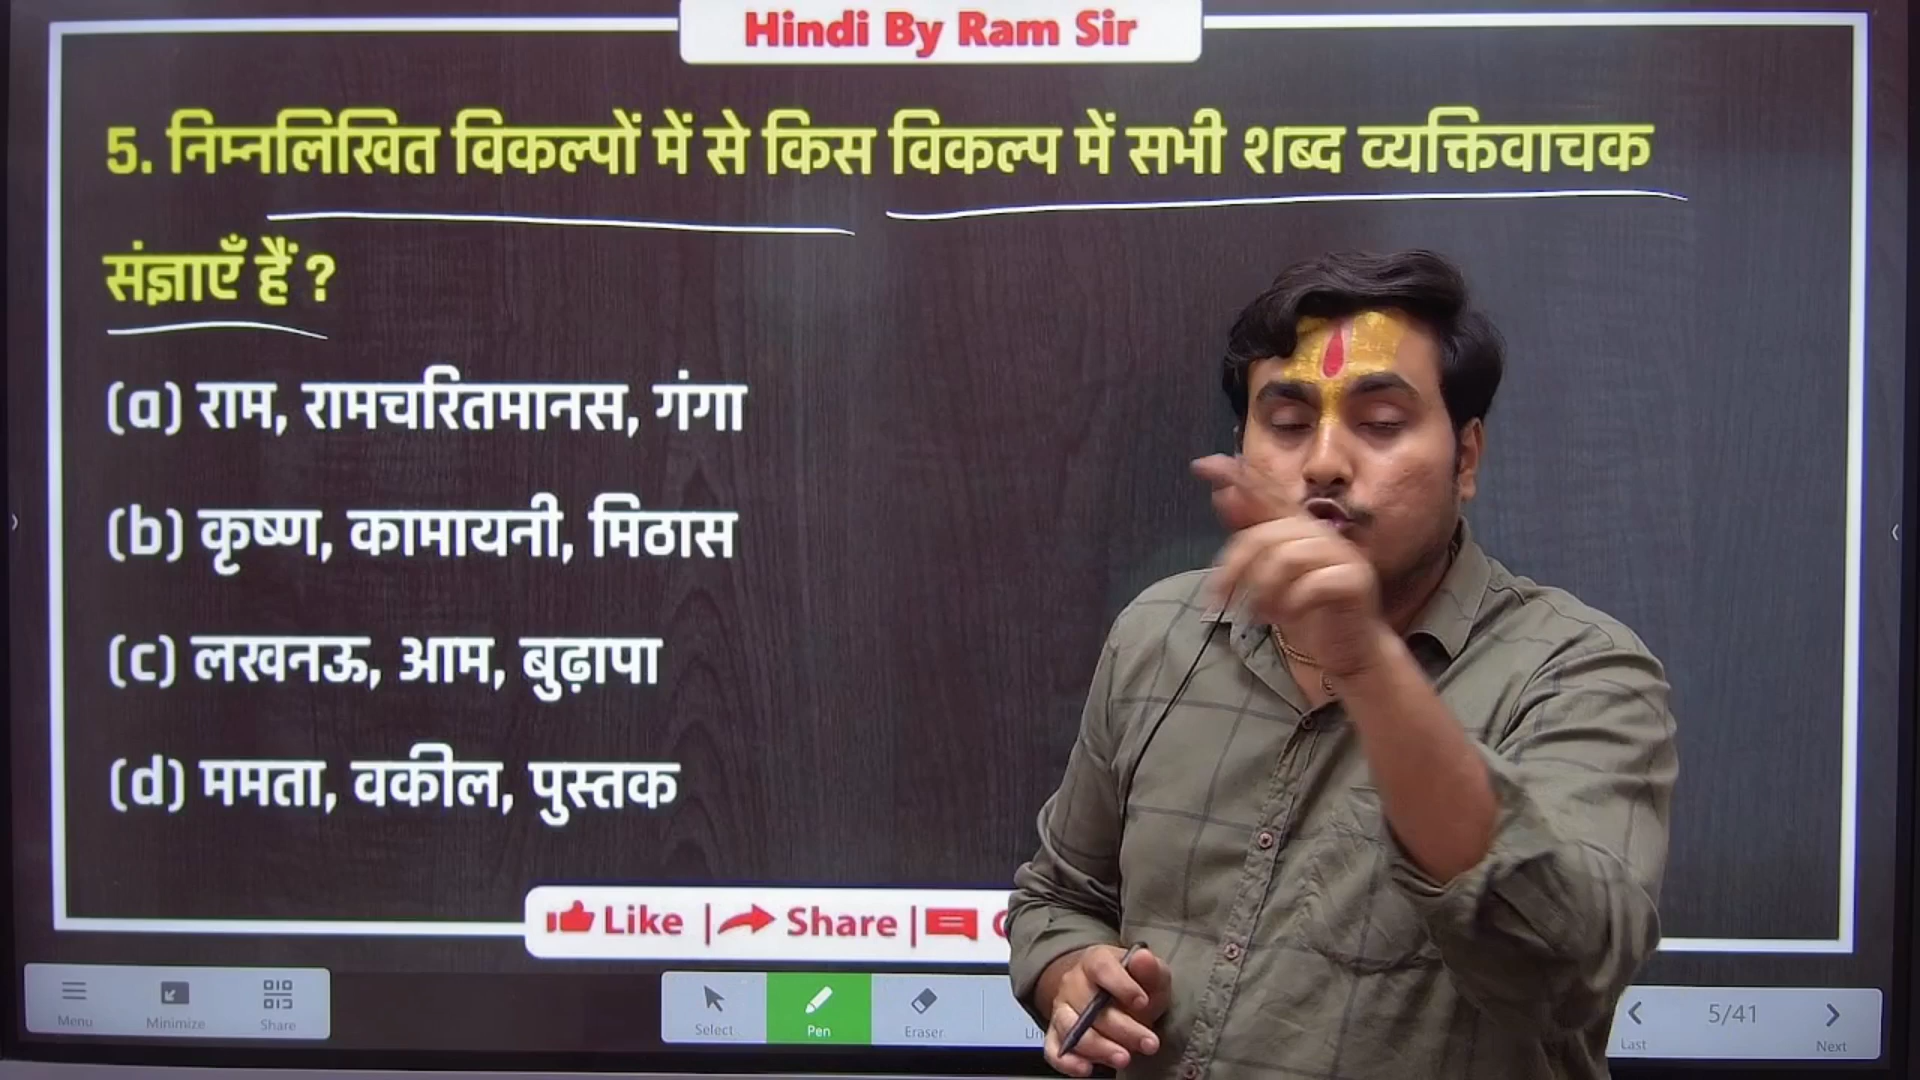 Hindi By Ram Sir
5. निम्नलिखित विकल्पों में से किस विकल्प में सभी शब्द व्यक्तिवाचक
संज्ञाएँ हैं ?
(a) राम, रामचरितमानस, गंगा
(b) कृष्ण, कामायनी, मिठास
(c) लखनऊ, आम, बुढ़ापा
(d) ममता, वकील, पुस्तक
Like | Share |
Menu Minimize Share Select Pen Eraser 5/41 Last Next